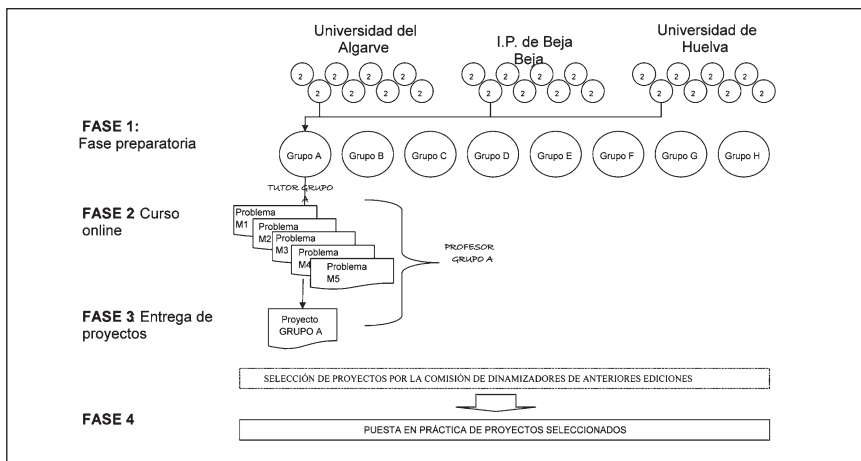 Universidad del
Algarve
I.P. de Beja
Beja
Universidad de
Huelva
2 2 2 2
2 2 2 2
2 2 2 2
2 2 2 2
2 2 2 2
2 2 2 2
FASE 1:
Fase preparatoria
Grupo A
Grupo B
Grupo C
Grupo D
Grupo E
Grupo F
Grupo G
Grupo H
TUTOR GRUPO
A
FASE 2 Curso
online
Problema
M1
Problema
M2
Problema
M3
Problema
M4
Problema
M5
PROFESOR
GRUPO A
FASE 3 Entrega de
proyectos
Proyecto
GRUPO A
SELECCIÓN DE PROYECTOS POR LA COMISIÓN DE DINAMIZADORES DE ANTERIORES EDICIONES
FASE 4
PUESTA EN PRÁCTICA DE PROYECTOS SELECCIONADOS